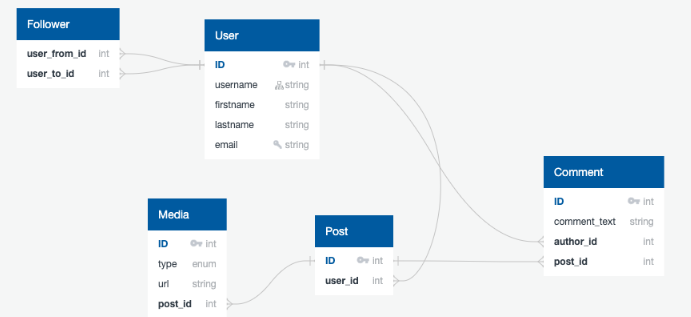 Follower
user_from_id int
user_to_id int
User
ID int
username string
firstname string
lastname string
email string
Media
ID int
type enum
url string
post_id int
Post
ID int
user_id int
Comment
ID int
comment_text string
author_id int
post_id int